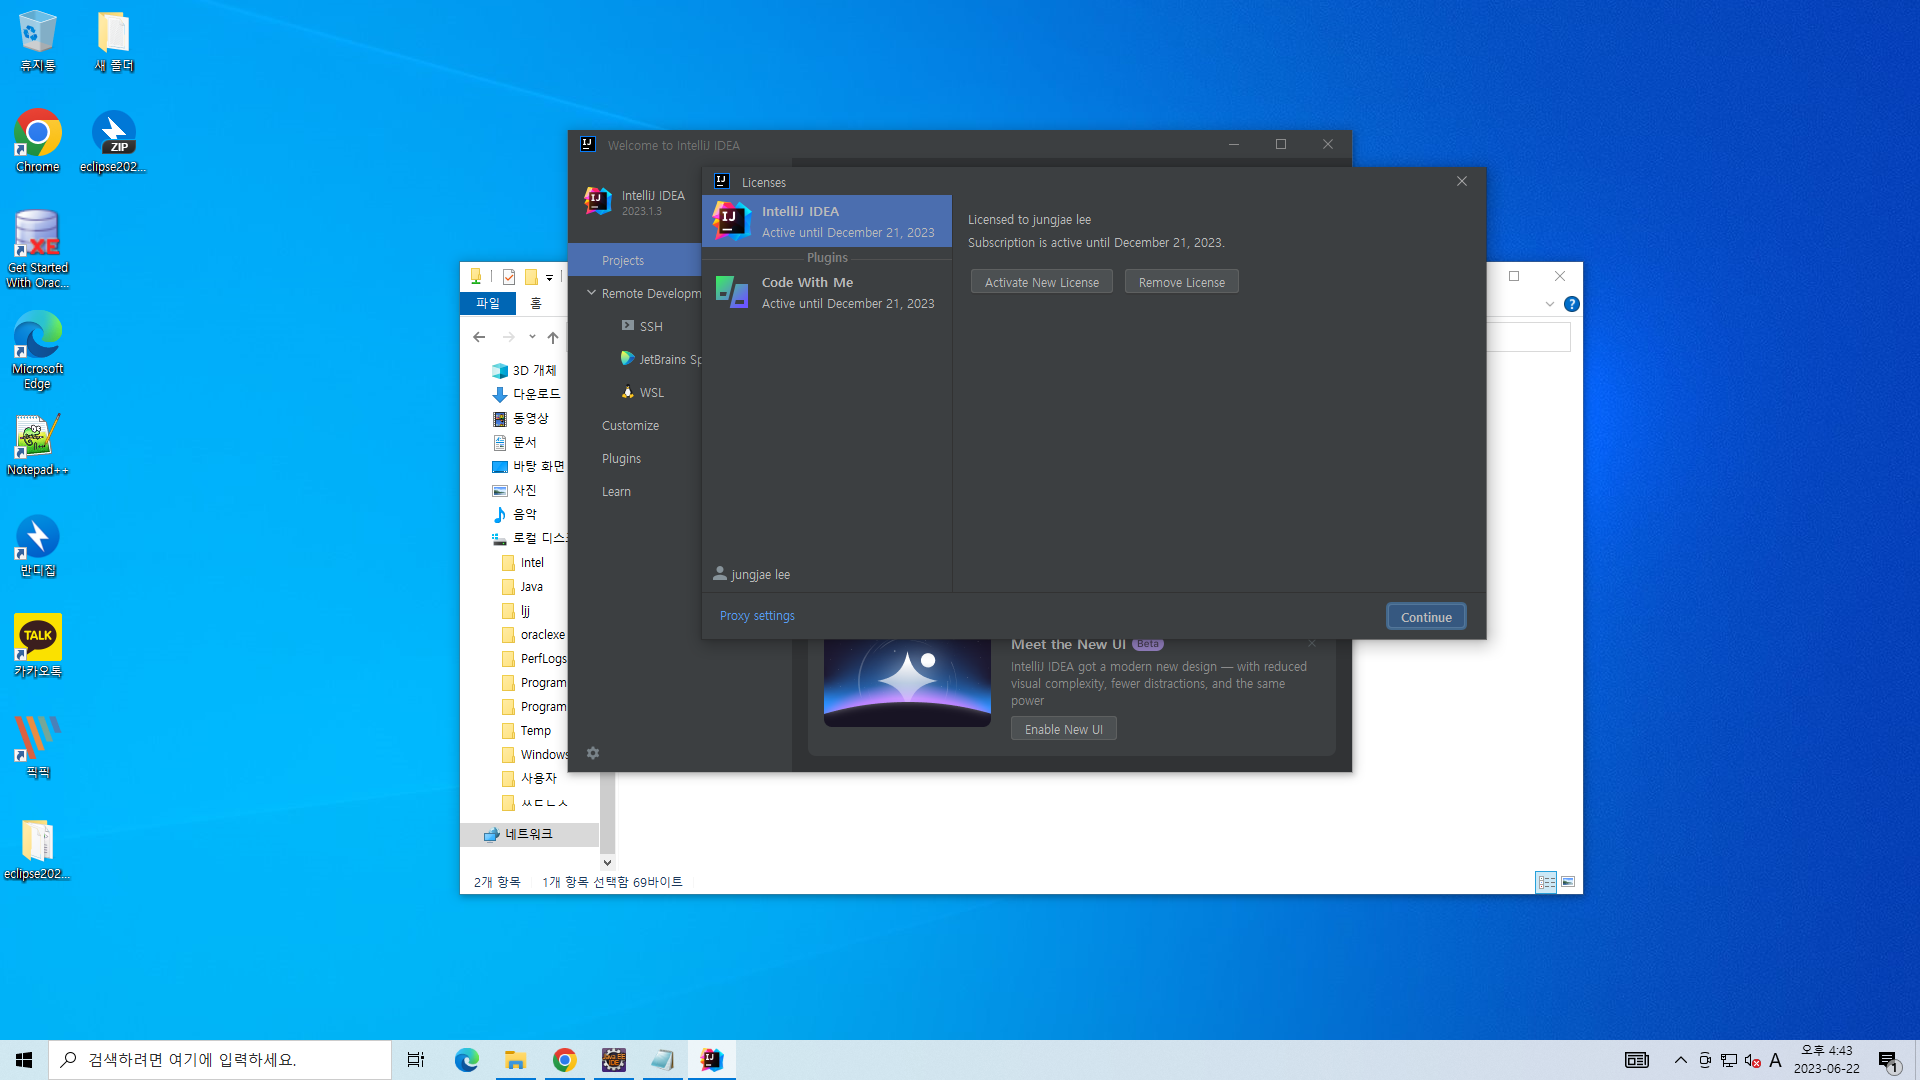 휴지통
새 폴더
Chrome
ZIP
eclipse202...
XE
Get Started
With Orac...
Microsoft
Edge
Notepad++
반디집
TALK
카카오톡
픽픽
eclipse202...
파일
홈
3D 개체
다운로드
동영상
문서
바탕 화면
사진
음악
로컬 디스크
Intel
Java
ljj
oraclexe
PerfLogs
Program
Program
Temp
Windows
사용자
네트워크
2개 항목
1개 항목 선택함 69바이트
Welcome to IntelliJ IDEA
IntelliJ IDEA
2023.1.3
Projects
Remote Developm
SSH
JetBrains Sp
WSL
Customize
Plugins
Learn
Licenses
IntelliJ IDEA
Active until December 21, 2023
Plugins
Code With Me
Active until December 21, 2023
jungjae lee
Licensed to jungjae lee
Subscription is active until December 21, 2023.
Activate New License
Remove License
Proxy settings
Continue
Meet the New UI Beta
IntelliJ IDEA got a modern new design — with reduced
visual complexity, fewer distractions, and the same
power
Enable New UI
검색하려면 여기에 입력하세요.
A
오후 4:43
2023-06-22
1